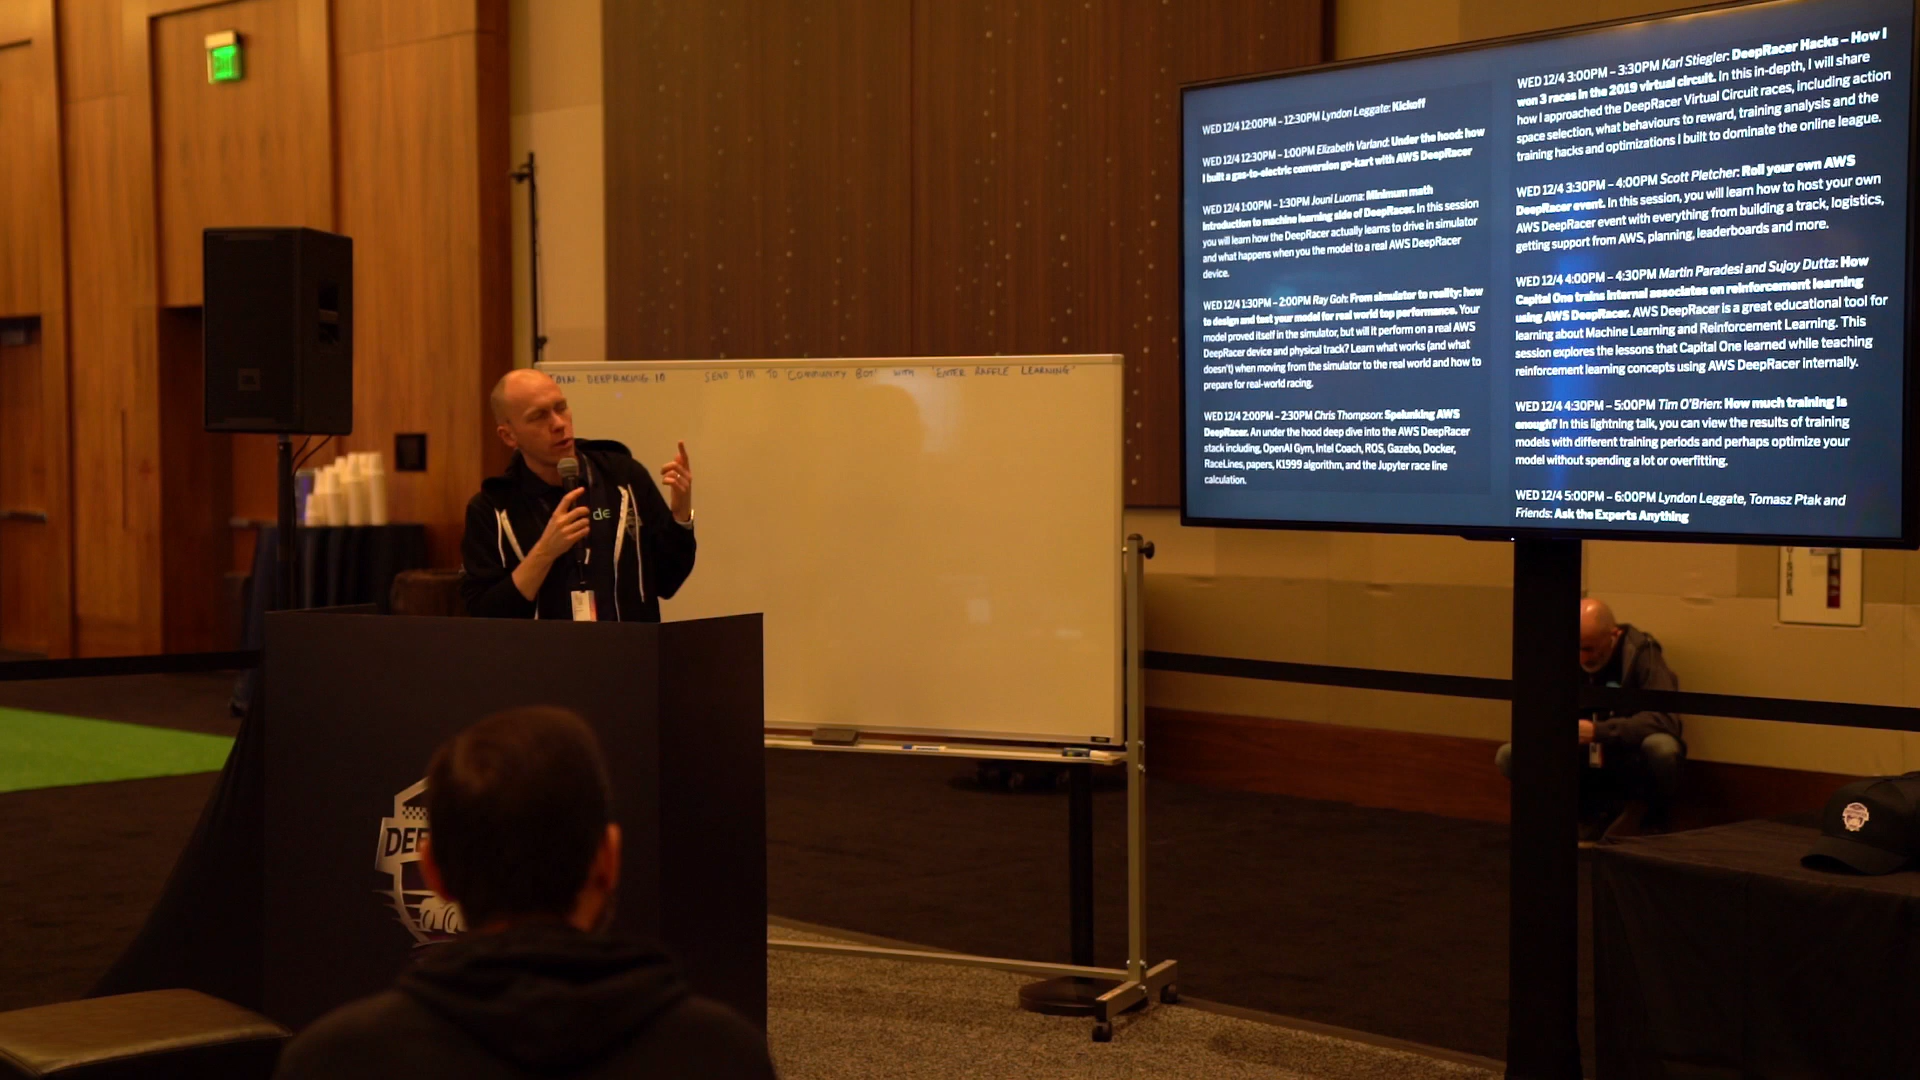 EXIT
WED 12/4 12:00PM – 12:30PM Lyndon Leggate: Kickoff
WED 12/4 12:30PM – 1:00PM Elizabeth Varland: Under the hood: how
I built a gas-to-electric conversion go-kart with AWS DeepRacer
WED 12/4 1:00PM – 1:30PM Jouni Luoma: Minimum math
introduction to machine learning side of DeepRacer. In this session
you will learn how the DeepRacer actually learns to drive in simulator
and what happens when you the model to a real AWS DeepRacer
device.
WED 12/4 1:30PM – 2:00PM Ray Goh: From simulator to reality: how
to design and test your model for real world top performance. Your
model proved itself in the simulator, but will it perform on a real AWS
DeepRacer device and physical track? Learn what works (and what
doesn't) when moving from the simulator to the real world and how to
prepare for real-world racing.
WED 12/4 2:00PM – 2:30PM Chris Thompson: Spelunking AWS
DeepRacer. An under the hood deep dive into the AWS DeepRacer
stack including, OpenAI Gym, Intel Coach, ROS, Gazebo, Docker,
RaceLines, papers, K1999 algorithm, and the Jupyter race line
calculation.
WED 12/4 3:00PM – 3:30PM Karl Stiegler: DeepRacer Hacks – How I
won 3 races in the 2019 virtual circuit. In this in-depth, I will share
how I approached the DeepRacer Virtual Circuit races, including action
space selection, what behaviours to reward, training analysis and the
training hacks and optimizations I built to dominate the online league.
WED 12/4 3:30PM – 4:00PM Scott Pletcher: Roll your own AWS
DeepRacer event. In this session, you will learn how to host your own
AWS DeepRacer event with everything from building a track, logistics,
getting support from AWS, planning, leaderboards and more.
WED 12/4 4:00PM – 4:30PM Martin Paradesi and Sujoy Dutta: How
Capital One trains internal associates on reinforcement learning
using AWS DeepRacer. AWS DeepRacer is a great educational tool for
learning about Machine Learning and Reinforcement Learning. This
session explores the lessons that Capital One learned while teaching
reinforcement learning concepts using AWS DeepRacer internally.
WED 12/4 4:30PM – 5:00PM Tim O'Brien: How much training is
enough? In this lightning talk, you can view the results of training
models with different training periods and perhaps optimize your
model without spending a lot or overfitting.
WED 12/4 5:00PM – 6:00PM Lyndon Leggate, Tomasz Ptak and
Friends: Ask the Experts Anything
JOIN DEEPRACING.IO SEND DM TO 'COMMUNITY BOT' WITH 'ENTER RAFFLE LEARNING'
de
DEE
JBL